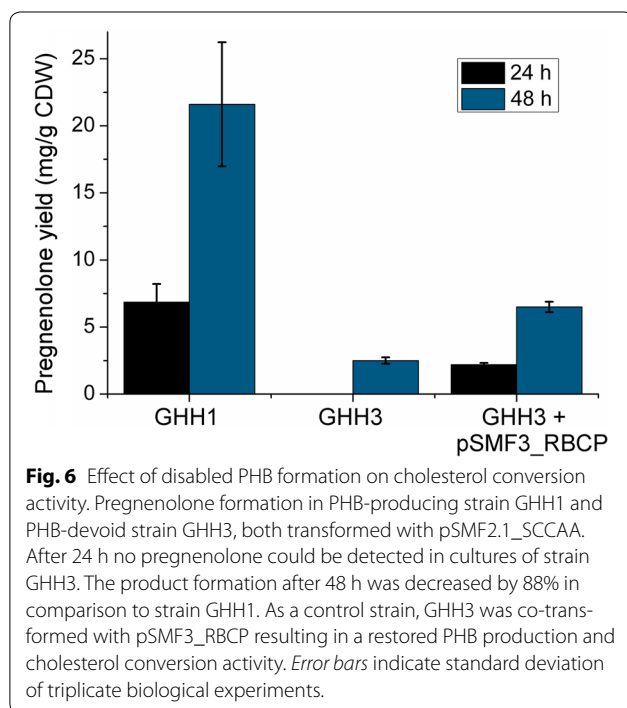 25
20
15
10
5
0
Pregnenolone yield (mg/g CDW)
24 h
48 h
GHH1
GHH3
GHH3 +
pSMF3_RBCP
Fig. 6 Effect of disabled PHB formation on cholesterol conversion
activity. Pregnenolone formation in PHB-producing strain GHH1 and
PHB-devoid strain GHH3, both transformed with pSMF2.1_SCCAA.
After 24 h no pregnenolone could be detected in cultures of strain
GHH3. The product formation after 48 h was decreased by 88% in
comparison to strain GHH1. As a control strain, GHH3 was co-trans-
formed with pSMF3_RBCP resulting in a restored PHB production and
cholesterol conversion activity. Error bars indicate standard deviation
of triplicate biological experiments.